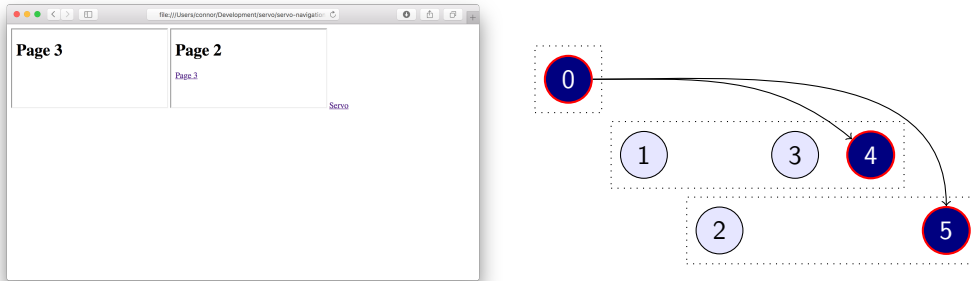 file:///Users/connor/Development/servo/servo-navigation
Page 3
Page 2
Page 3
Servo
0
1
3
4
2
5